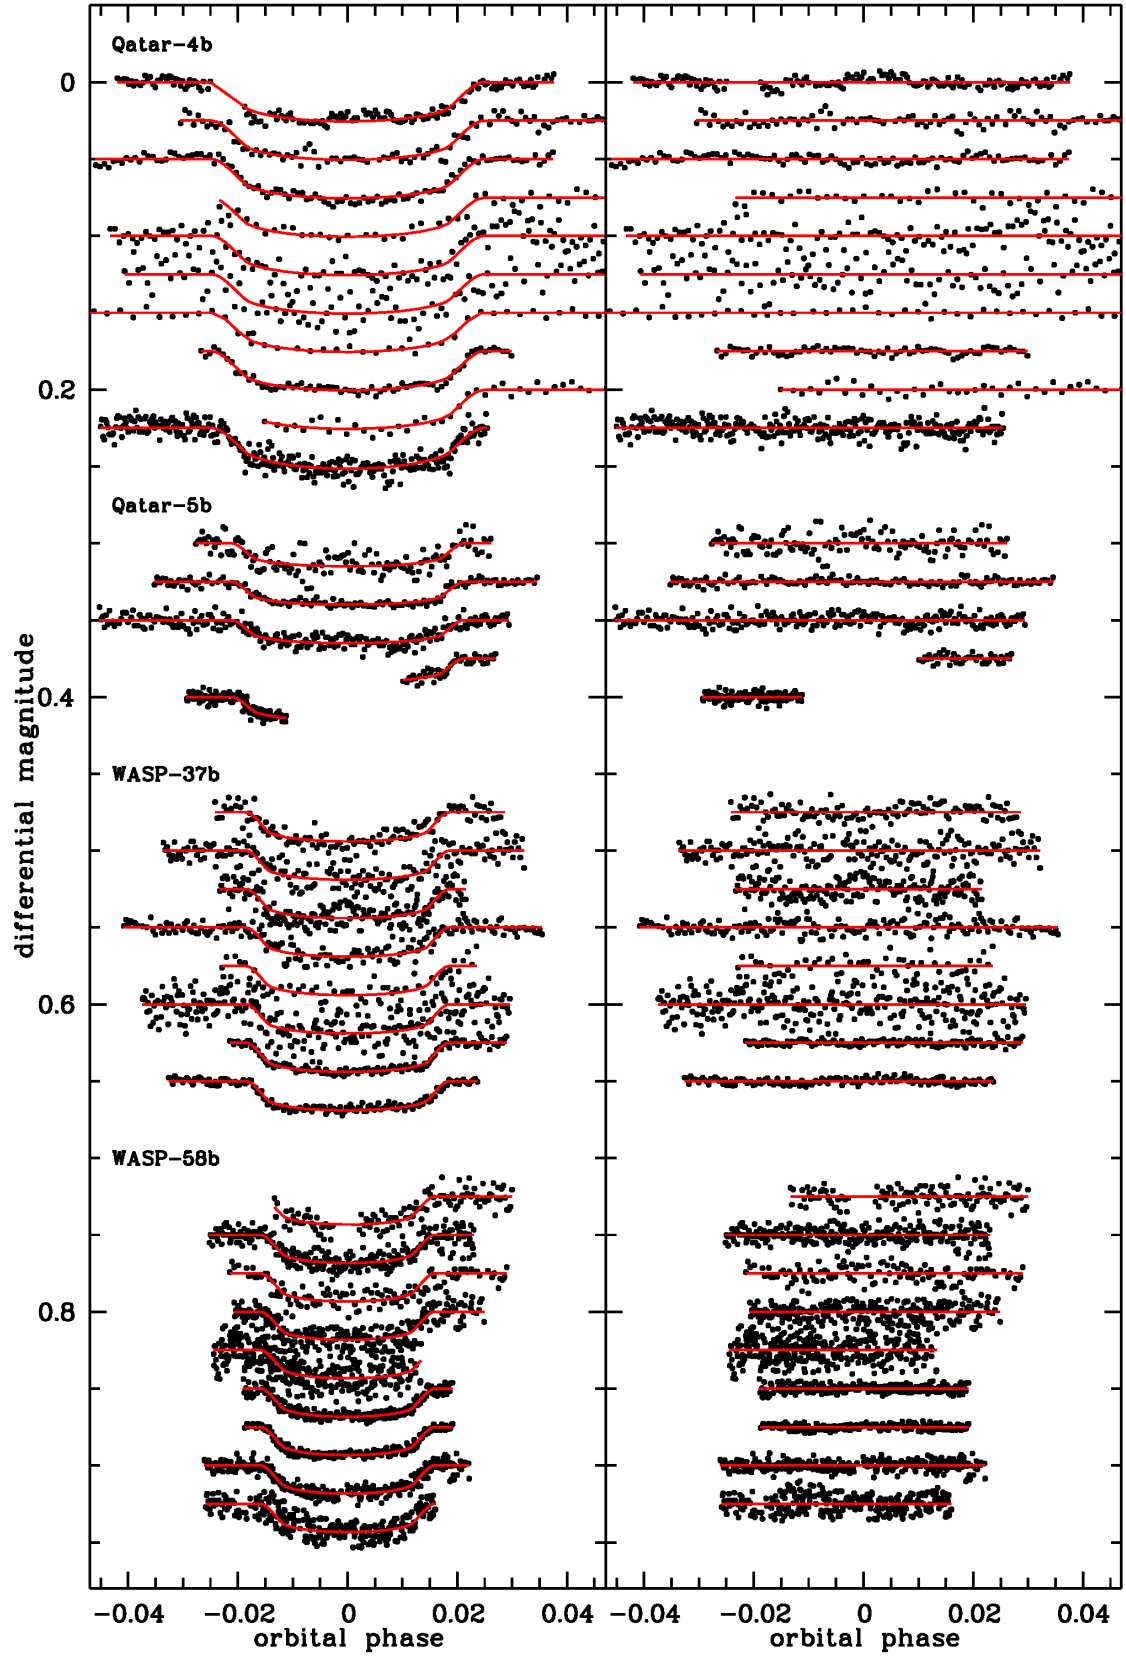 Qatar-4b
0
0.2
Qatar-5b
0.4
differential magnitude
WASP-37b
0.6
WASP-58b
0.8
-0.04 -0.02 0 0.02 0.04 -0.04 -0.02 0 0.02 0.04
orbital phase orbital phase